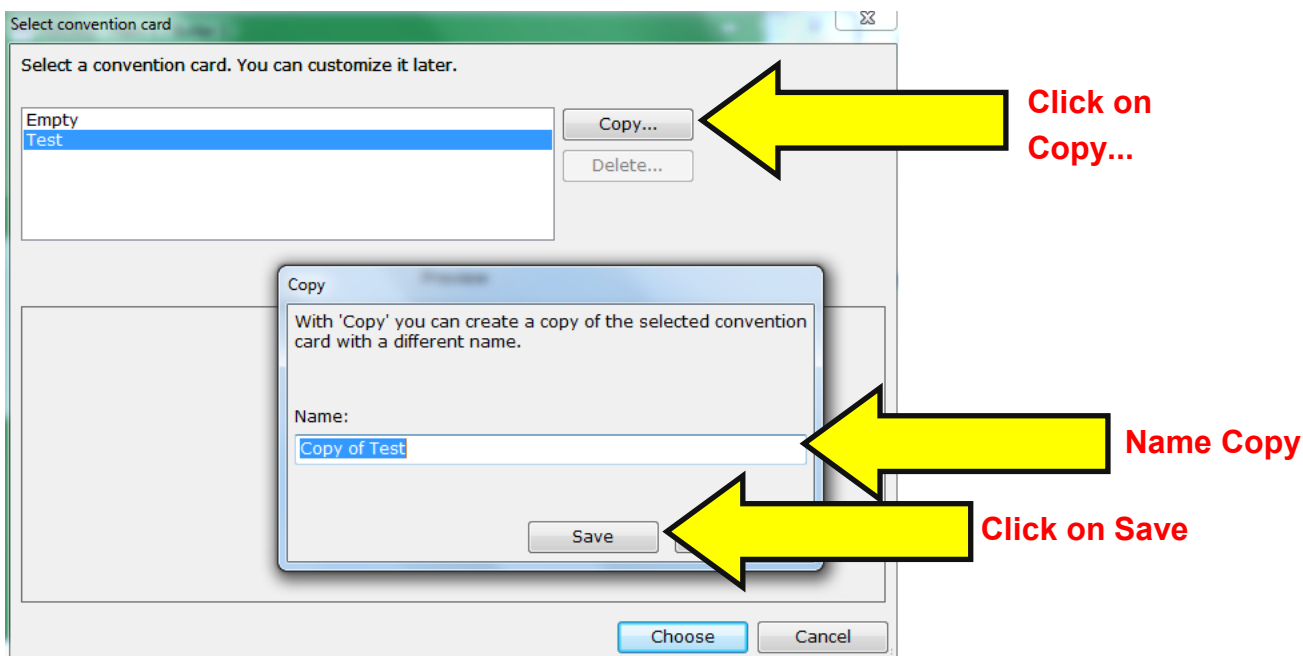 Select convention card
Select a convention card. You can customize it later.
Empty
Test
Copy...
Delete...
Click on
Copy...
Preview
Copy
With 'Copy' you can create a copy of the selected convention
card with a different name.
Name:
Copy of Test
Name Copy
Save
Click on Save
Choose
Cancel